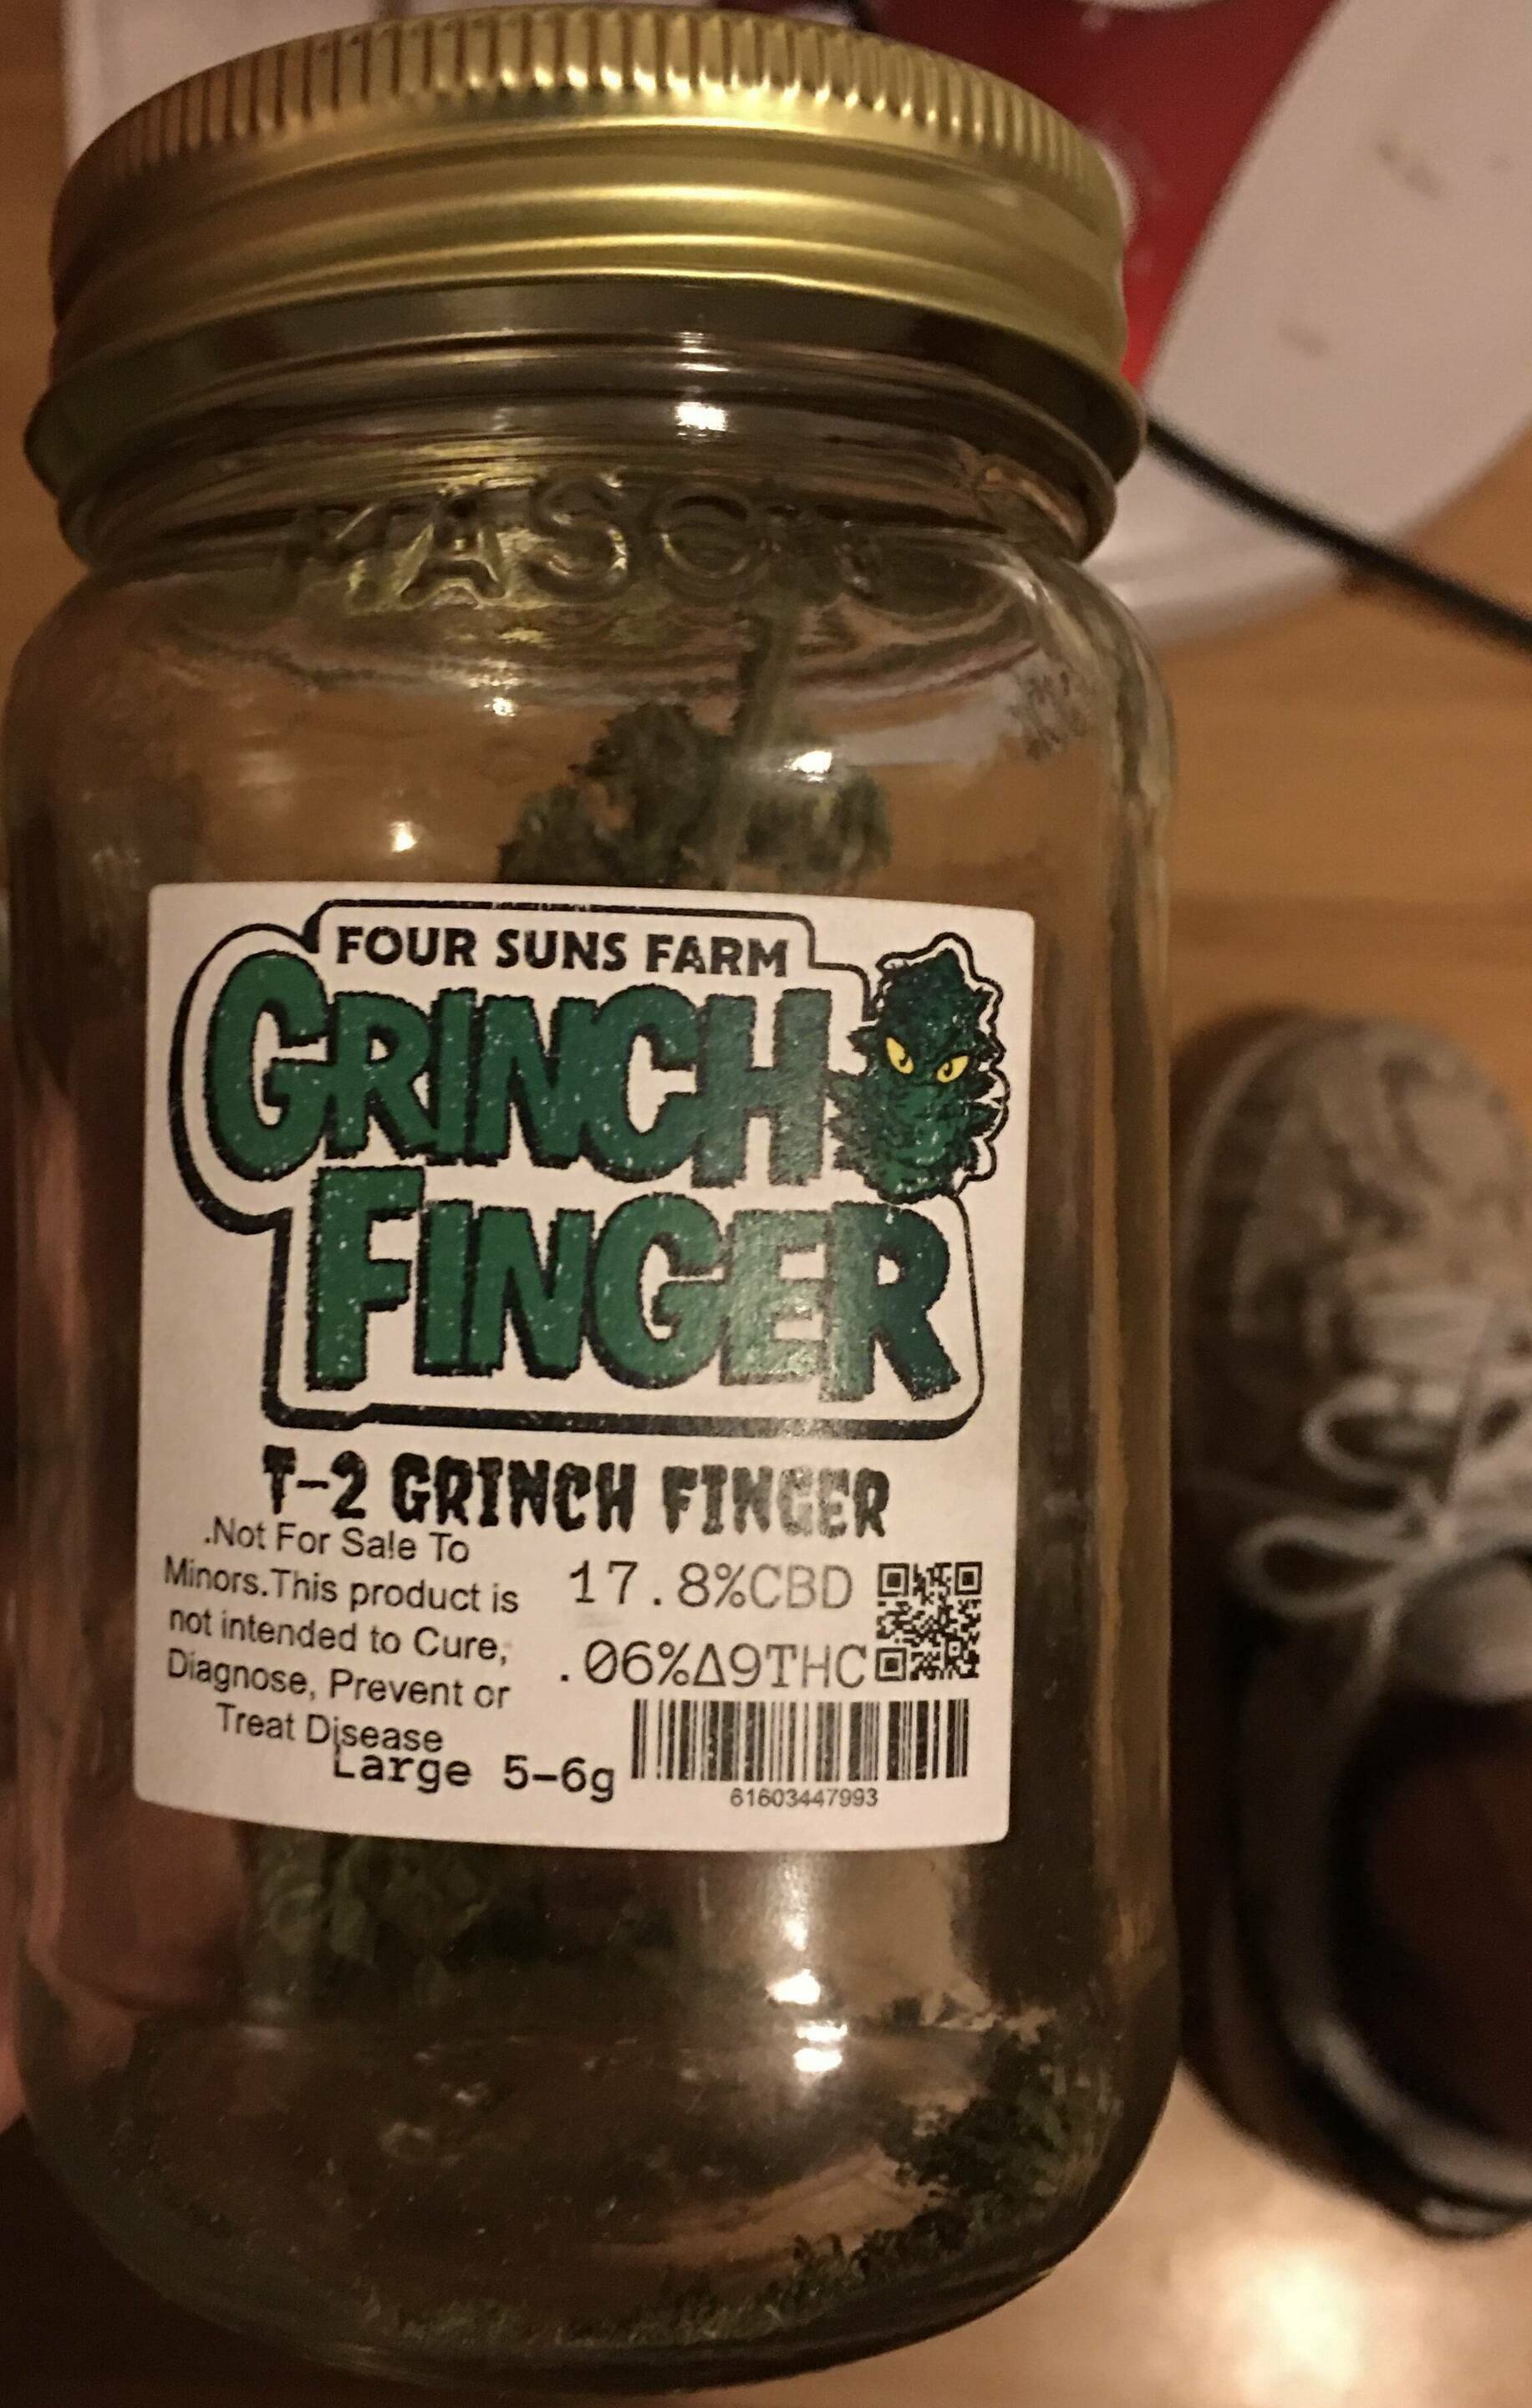 MASON
FOUR SUNS FARM
GRINCH
FINGER
T-2 GRINCH FINGER
.Not For Sale To
Minors.This product is
not intended to Cure,
Diagnose, Prevent or
Treat Disease
17.8%CBD
.06%Δ9THC
Large 5-6g
61603447993